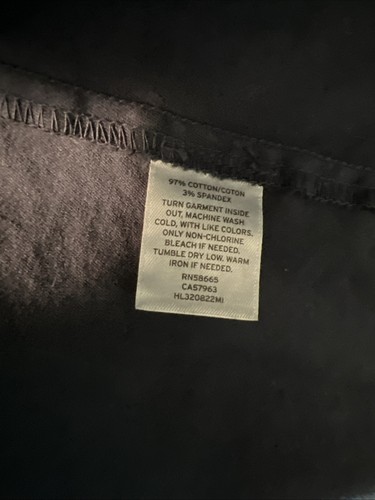 97% COTTON/COTON
3% SPANDEX
TURN GARMENT INSIDE
OUT, MACHINE WASH
COLD, WITH LIKE COLORS,
ONLY NON-CHLORINE
BLEACH IF NEEDED.
TUMBLE DRY LOW. WARM
IRON IF NEEDED.
RN58665
CA57963
HL320822MI